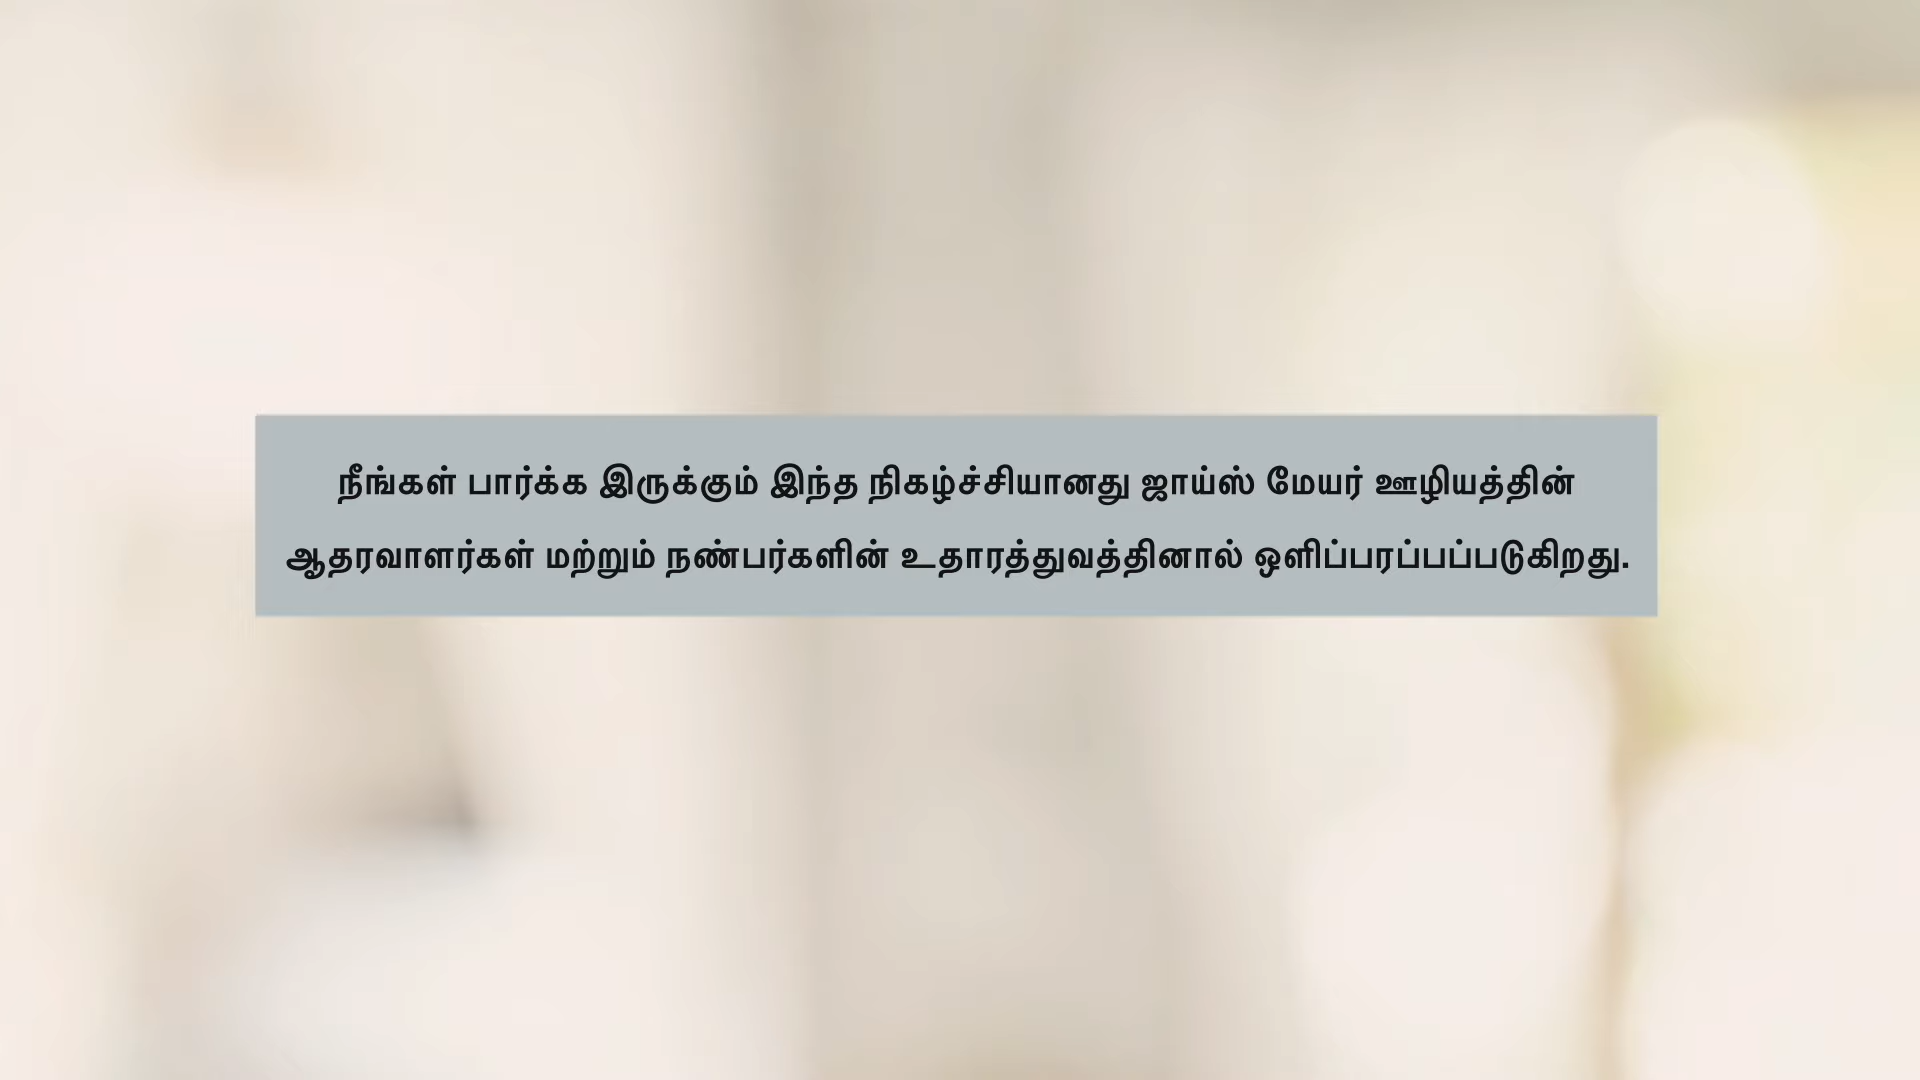 நீங்கள் பார்க்க இருக்கும் இந்த நிகழ்ச்சியானது ஜாய்ஸ் மேயர் ஊழியத்தின்
ஆதரவாளர்கள் மற்றும் நண்பர்களின் உதாரத்துவத்தினால் ஒளிப்பரப்பப்படுகிறது.